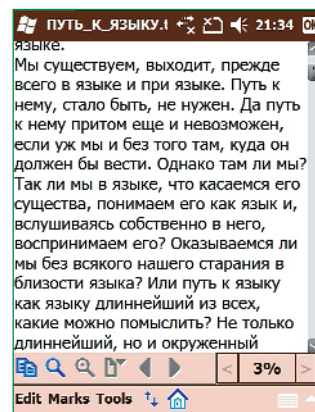 ПУТЬ_К_ЯЗЫКУ.t 21:34 OK
языке.
Мы существуем, выходит, прежде
всего в языке и при языке. Путь к
нему, стало быть, не нужен. Да путь
к нему притом еще и невозможен,
если уж мы и без того там, куда он
должен бы вести. Однако там ли мы?
Так ли мы в языке, что касаемся его
существа, понимаем его как язык и,
вслушиваясь собственно в него,
воспринимаем его? Оказываемся ли
мы без всякого нашего старания в
близости языка? Или путь к языку
как языку длиннейший из всех,
какие можно помыслить? Не только
длиннейший, но и окруженный
< 3% >
Edit Marks Tools